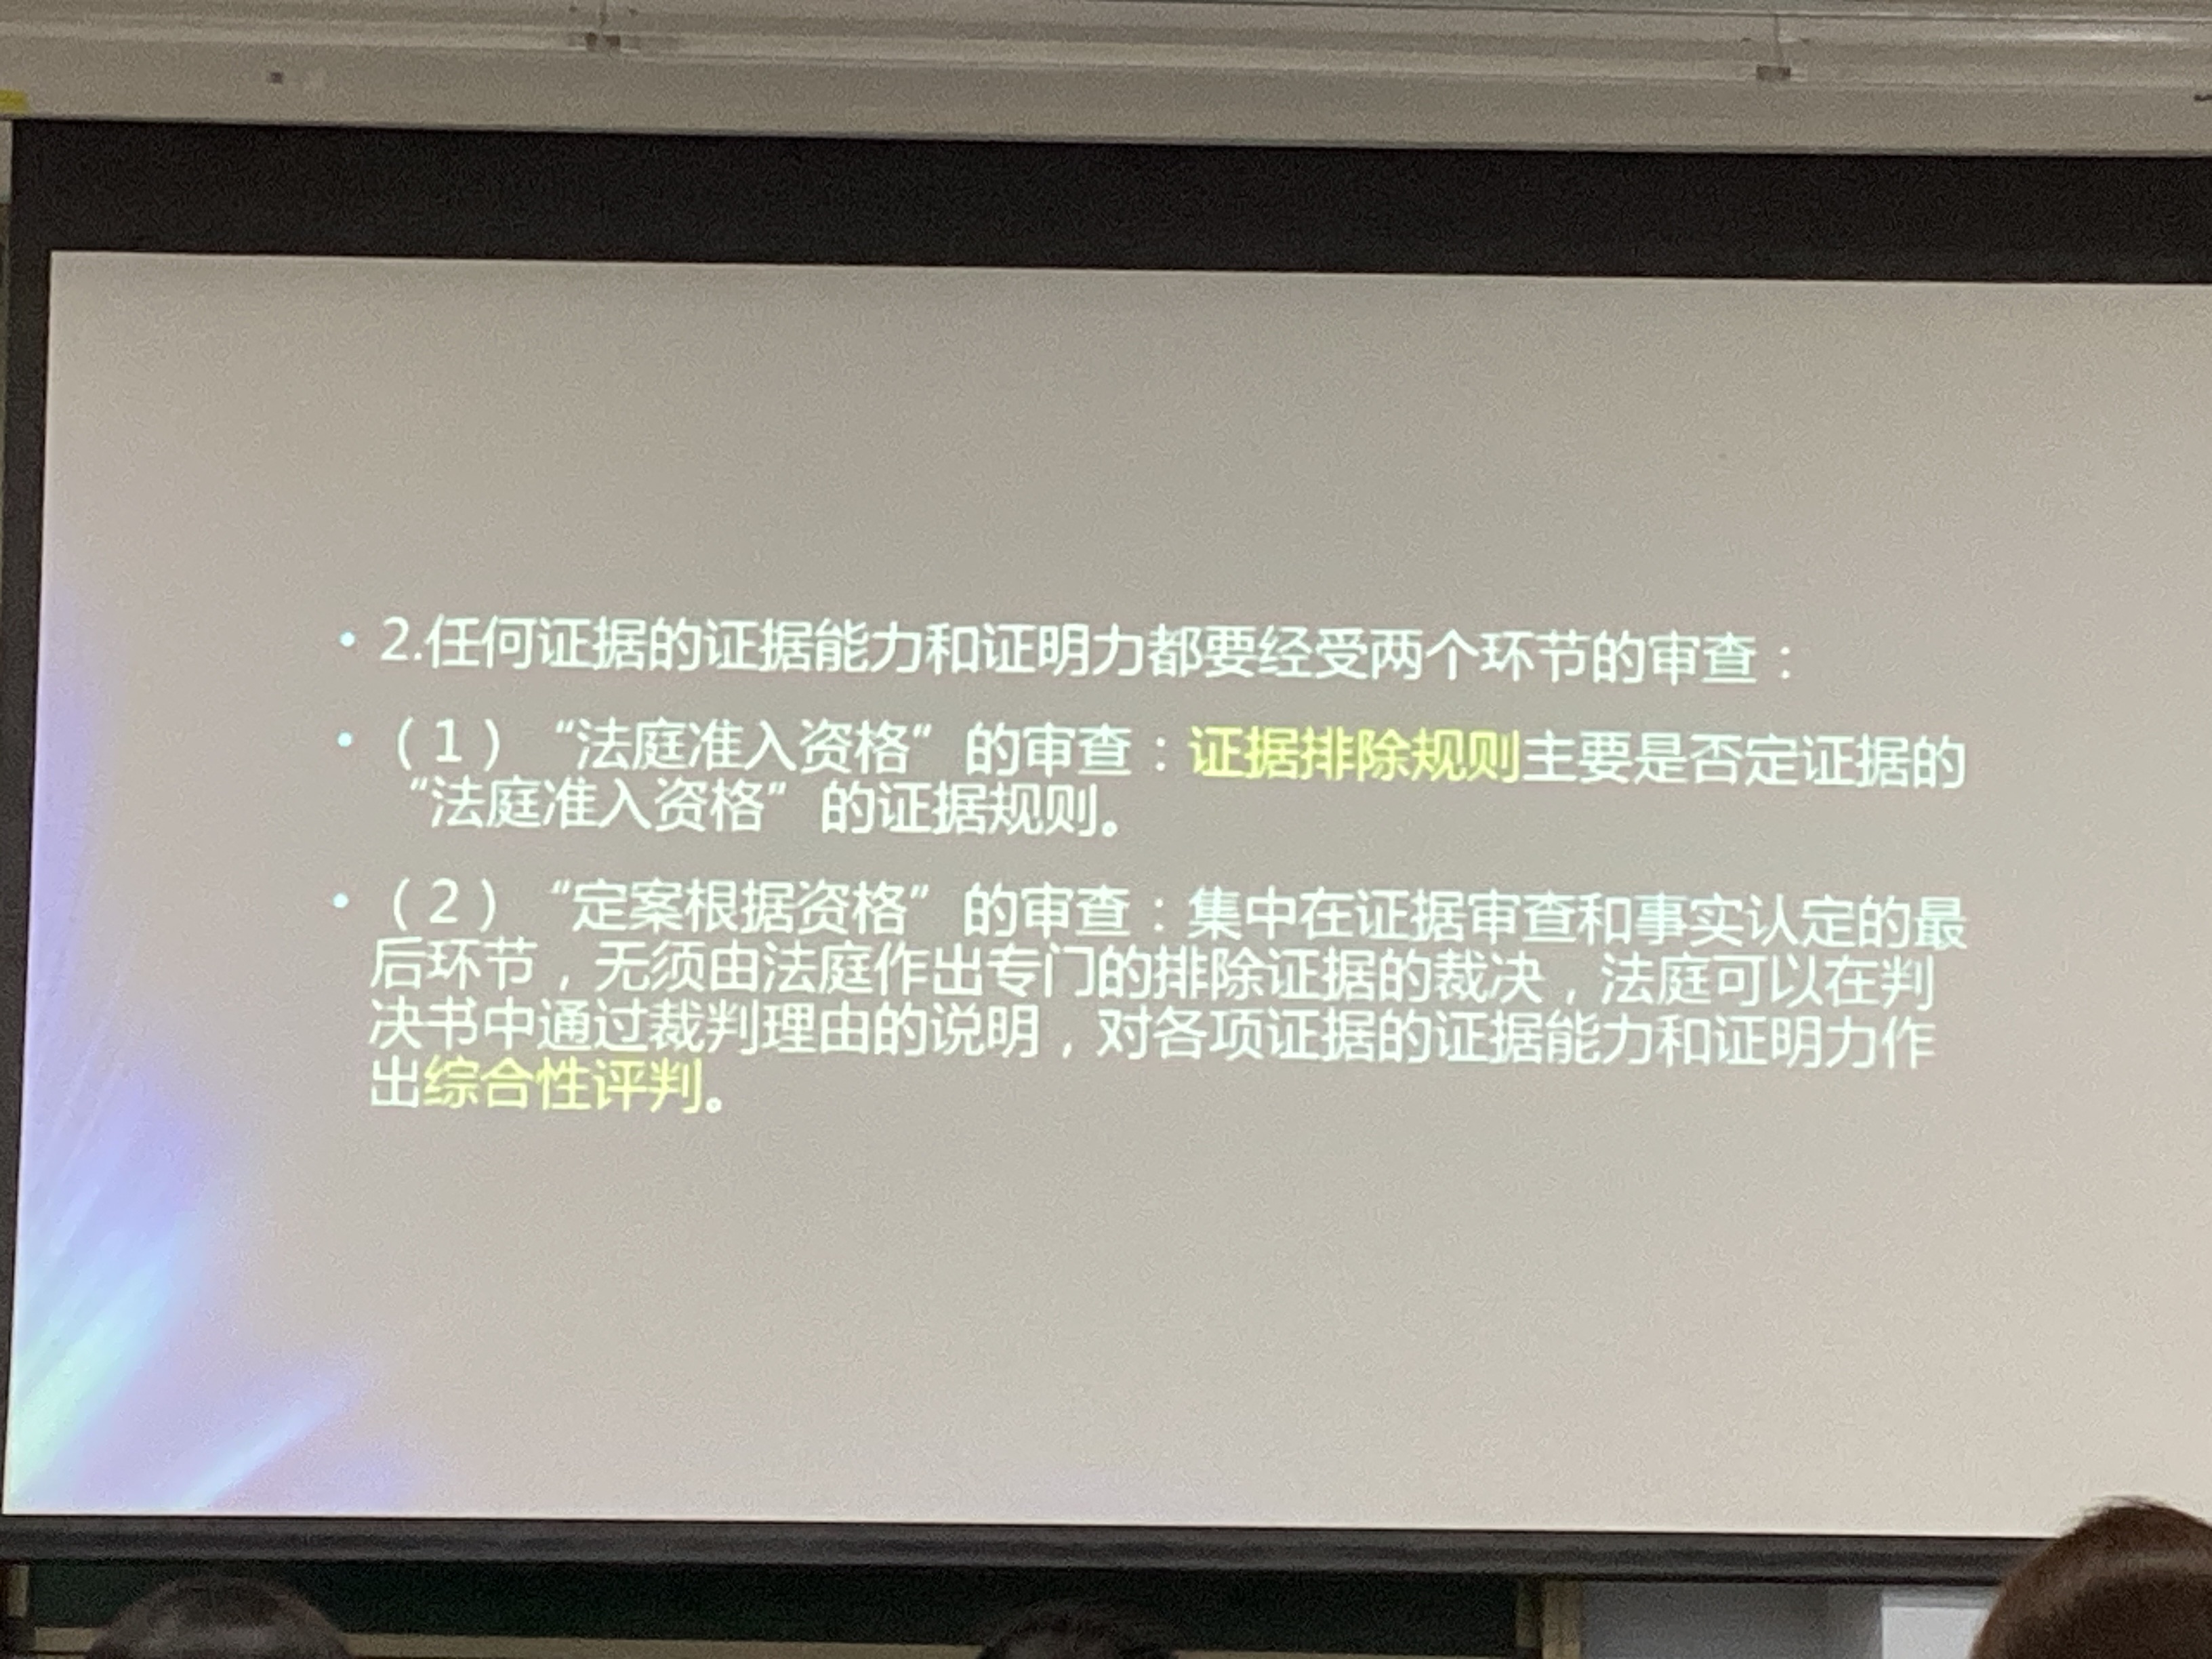 • 2.任何证据的证据能力和证明力都要经受两个环节的审查：
• （1）“法庭准入资格”的审查：证据排除规则主要是否定证据的
“法庭准入资格”的证据规则。
• （2）“定案根据资格”的审查：集中在证据审查和事实认定的最
后环节，无须由法庭作出专门的排除证据的裁决，法庭可以在判
决书中通过裁判理由的说明，对各项证据的证据能力和证明力作
出综合性评判。